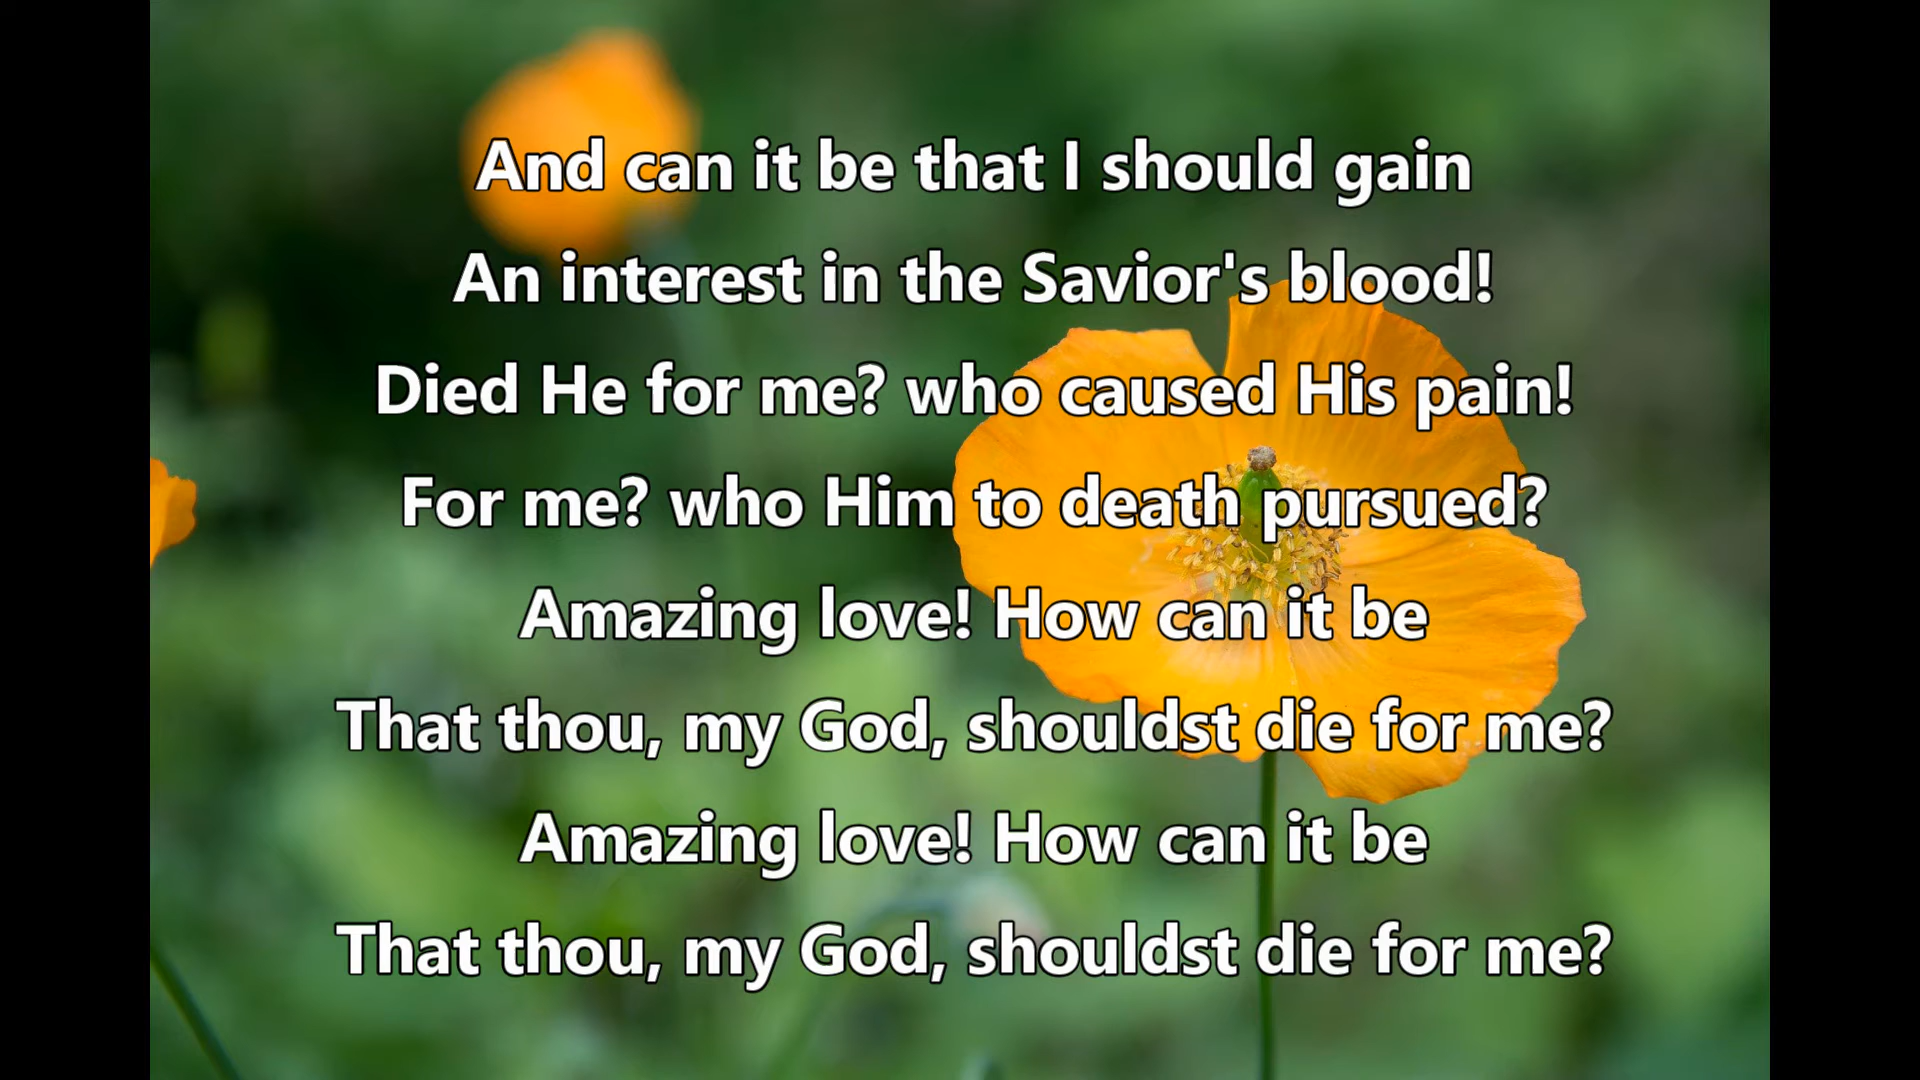 And can it be that I should gain
An interest in the Savior's blood!
Died He for me? who caused His pain!
For me? who Him to death pursued?
Amazing love! How can it be
That thou, my God, shouldst die for me?
Amazing love! How can it be
That thou, my God, shouldst die for me?